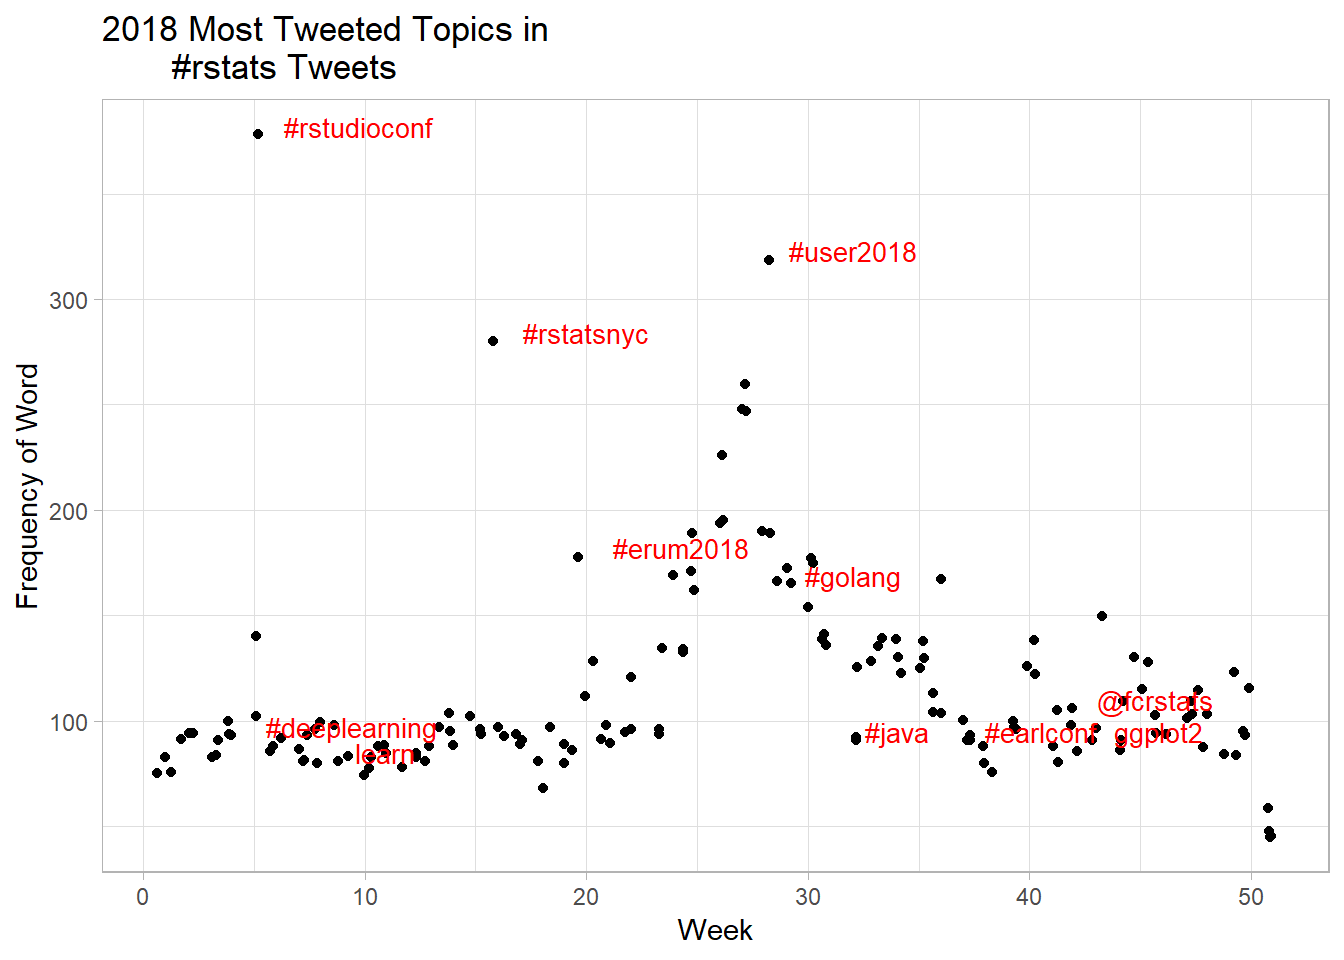 2018 Most Tweeted Topics in
#rstats Tweets
#rstudioconf
#user2018
#rstatsnyc
300
Frequency of Word
200
#erum2018
#golang
@fcrstats
100
#deeplearning
#java
#earlconf
ggplot2
learn
0
10
20
30
40
50
Week